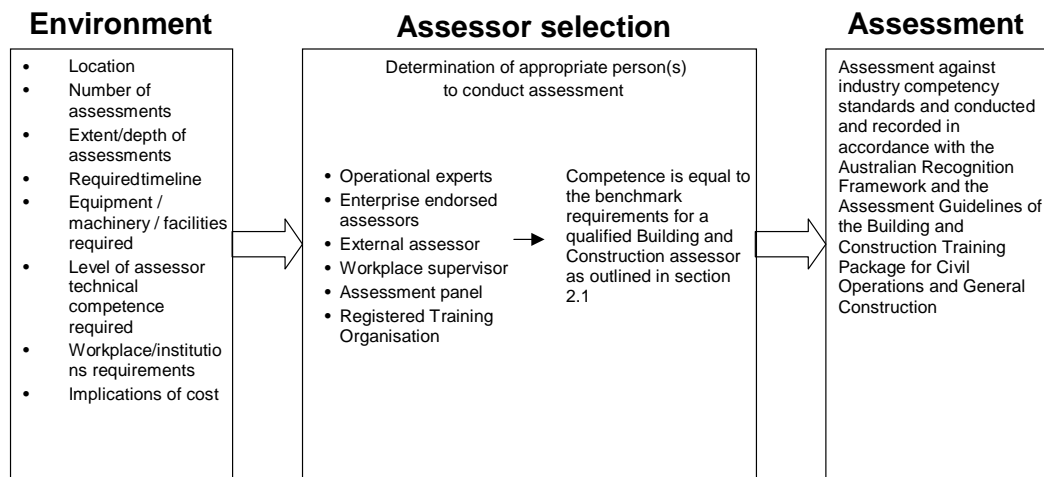 Environment
• Location
• Number of
assessments
• Extent/depth of
assessments
• Requiredtimeline
• Equipment /
machinery / facilities
required
• Level of assessor
technical
competence
required
• Workplace/institutio
ns requirements
• Implications of cost
Assessor selection
Determination of appropriate person(s)
to conduct assessment
• Operational experts
• Enterprise endorsed
assessors
• External assessor
• Workplace supervisor
• Assessment panel
• Registered Training
Organisation
Competence is equal to
the benchmark
requirements for a
qualified Building and
Construction assessor
as outlined in section
2.1
Assessment
Assessment against
industry competency
standards and conducted
and recorded in
accordance with the
Australian Recognition
Framework and the
Assessment Guidelines of
the Building and
Construction Training
Package for Civil
Operations and General
Construction